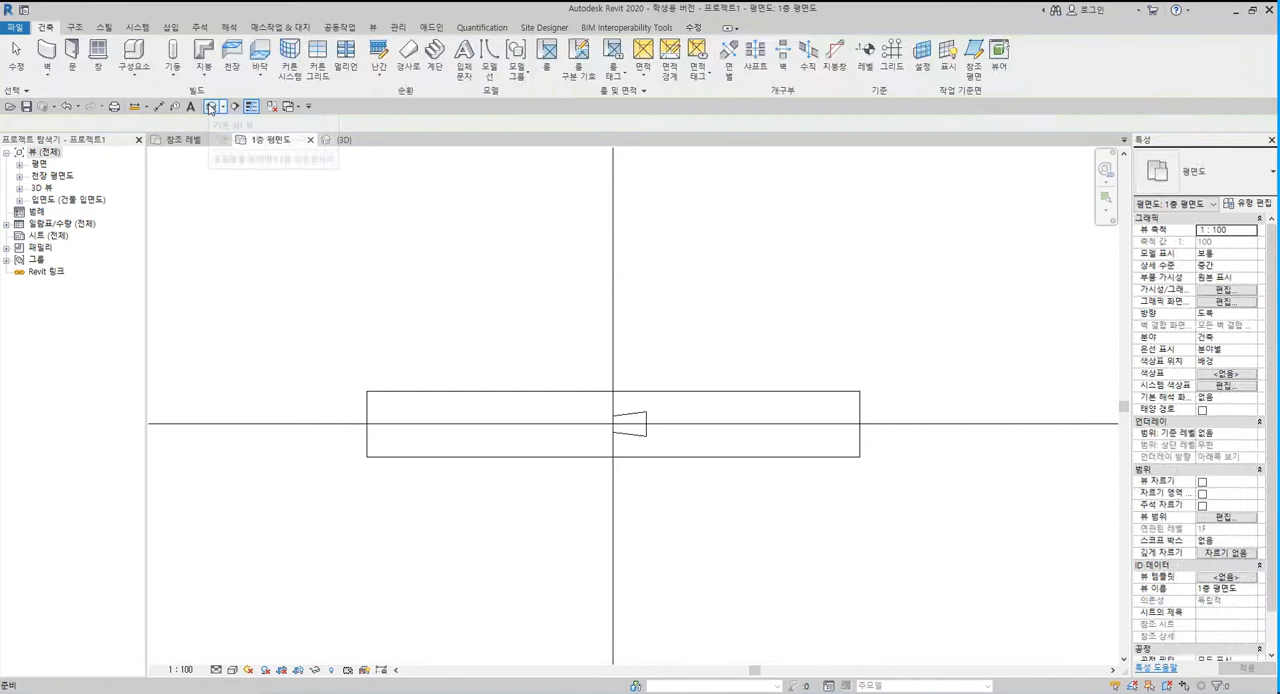 Autodesk Revit 2020 - 학생용 버전 - 프로젝트1 - 평면도: 1층 평면도
로그인
파일 건축 구조 스틸 시스템 삽입 주석 해석 매스작업 & 대지 공동작업 뷰 관리 애드인 Quantification Site Designer BIM Interoperability Tools 수정
수정 벽 문 창 구성요소 기둥 지붕 천장 바닥 커튼 시스템 커튼 그리드 멀리언 난간 경사로 계단 입체 문자 모델 선 모델 그룹 룸 룸 구분 기호 룸 태그 면적 면적 경계 면적 태그 면별 샤프트 벽 수직 지붕창 레벨 그리드 설정 표시 참조 평면 뷰어
선택 빌드 순환 모델 룸 및 면적 개구부 기준 작업 기준면
프로젝트 탐색기 - 프로젝트1
참조 레벨 1층 평면도 (3D)
뷰 (전체)
평면
천장 평면도
3D 뷰
입면도 (건물 입면도)
범례
일람표/수량 (전체)
시트 (전체)
패밀리
그룹
Revit 링크
특성
평면도
평면도: 1층 평면도 유형 편집
그래픽
뷰 축척 1 : 100
축척 값 1: 100
모델 표시 보통
상세 수준 중간
부품 가시성 원본 표시
가시성/그래... 편집...
그래픽 화면... 편집...
방향 도북
벽 결합 화면... 모든 벽 결합 ...
분야 건축
은선 표시 분야별
색상표 위치 배경
색상표 <없음>
시스템 색상표 편집...
기본 해석 화... 없음
태양 경로
언더레이
범위: 기준 레벨 없음
범위: 상단 레벨 무한
언더레이 방향 아래쪽 보기
범위
뷰 자르기
자르기 영역 ...
주석 자르기
뷰 범위 편집...
연관된 레벨 1F
스코프 박스 없음
깊게 자르기 자르기 없음
ID 데이터
뷰 템플릿 <없음>
뷰 이름 1층 평면도
의존성 독립적
시트의 제목
참조 시트
참조 상세
공정
공정 필터 모두 표시
특성 도움말 적용
1 : 100
준비 :0 주모델 :0